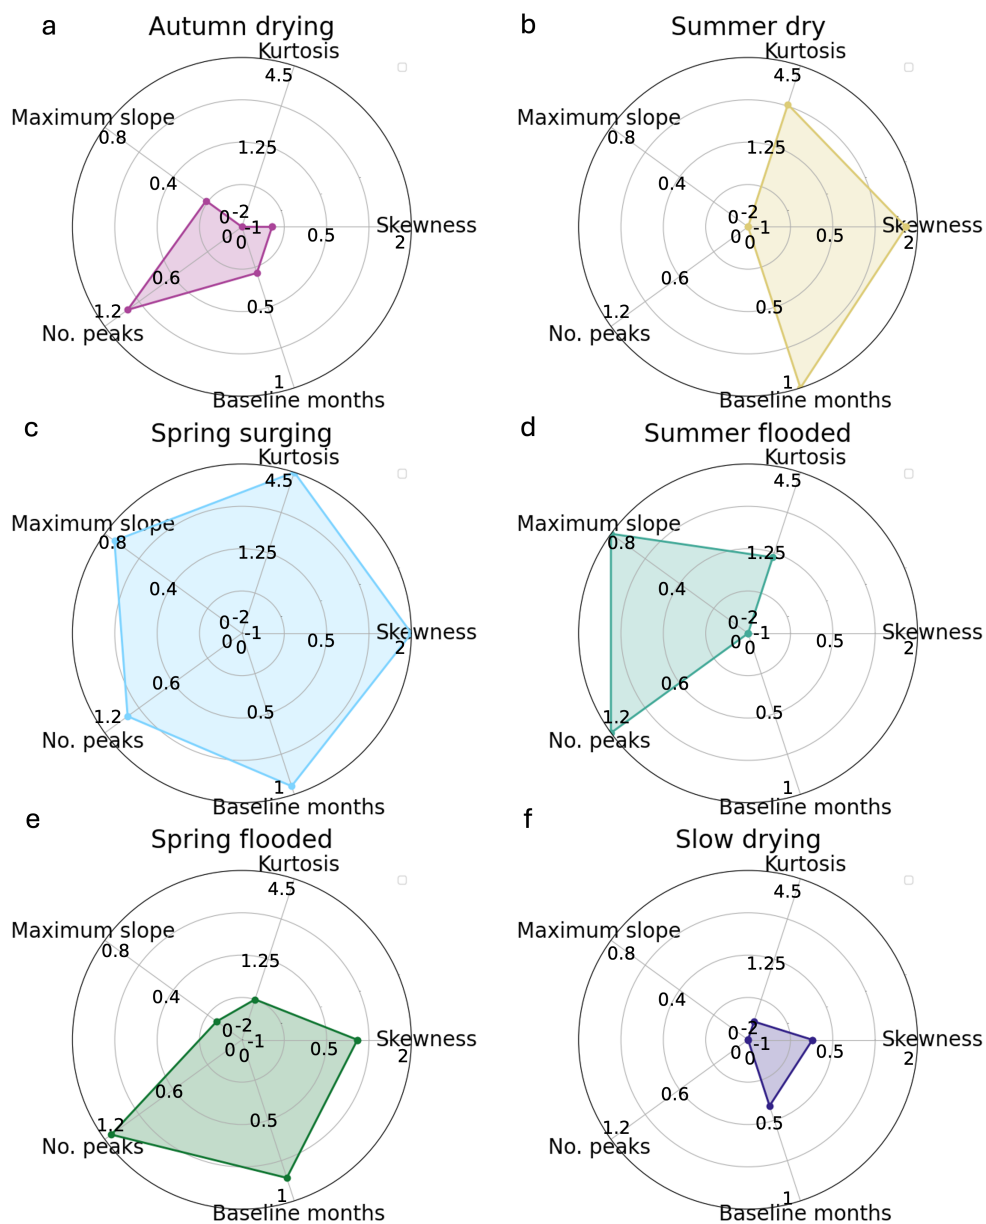 a
Autumn drying
Kurtosis
4.5
Maximum slope
0.8
1.25
0.4
0
-2
-1
Skewness
0.5
2
0
0
0.6
0.5
1.2
No. peaks
1
Baseline months
b
Summer dry
Kurtosis
4.5
Maximum slope
0.8
1.25
0.4
0
-2
-1
Skewness
0.5
2
0
0
0.6
0.5
1.2
No. peaks
1
Baseline months
c
Spring surging
Kurtosis
4.5
Maximum slope
0.8
1.25
0.4
0
-2
-1
Skewness
0.5
2
0
0
0.6
0.5
1.2
No. peaks
1
Baseline months
d
Summer flooded
Kurtosis
4.5
Maximum slope
0.8
1.25
0.4
0
-2
-1
Skewness
0.5
2
0
0
0.6
0.5
1.2
No. peaks
1
Baseline months
e
Spring flooded
Kurtosis
4.5
Maximum slope
0.8
1.25
0.4
0
-2
-1
Skewness
0.5
2
0
0
0.6
0.5
1.2
No. peaks
1
Baseline months
f
Slow drying
Kurtosis
4.5
Maximum slope
0.8
1.25
0.4
0
-2
-1
Skewness
0.5
2
0
0
0.6
0.5
1.2
No. peaks
1
Baseline months